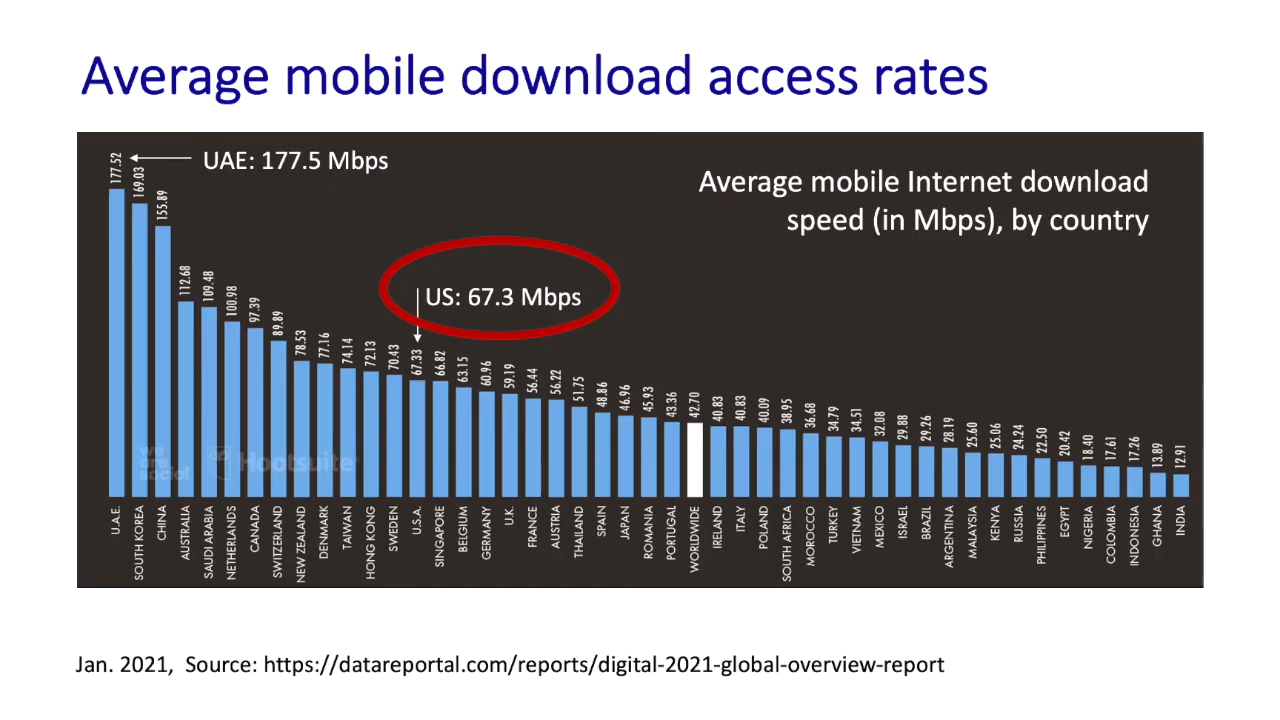 Average mobile download access rates
UAE: 177.5 Mbps
Average mobile Internet download
speed (in Mbps), by country
US: 67.3 Mbps
177.52
169.03
155.89
112.68
109.48
100.98
97.39
89.89
78.53
77.16
74.14
72.13
70.43
67.33
66.82
63.15
60.96
59.19
56.44
56.22
51.75
48.86
46.96
45.93
43.36
42.70
40.83
40.83
40.09
38.95
36.68
34.79
34.51
32.08
29.88
29.26
28.19
25.60
25.06
24.24
22.50
20.42
18.40
17.61
17.26
13.89
12.91
we
are
social
Hootsuite
U.A.E.
SOUTH KOREA
CHINA
AUSTRALIA
SAUDI ARABIA
NETHERLANDS
CANADA
SWITZERLAND
NEW ZEALAND
DENMARK
TAIWAN
HONG KONG
SWEDEN
U.S.A.
SINGAPORE
BELGIUM
GERMANY
U.K.
FRANCE
AUSTRIA
THAILAND
SPAIN
JAPAN
ROMANIA
PORTUGAL
WORLDWIDE
IRELAND
ITALY
POLAND
SOUTH AFRICA
MOROCCO
TURKEY
VIETNAM
MEXICO
ISRAEL
BRAZIL
ARGENTINA
MALAYSIA
KENYA
RUSSIA
PHILIPPINES
EGYPT
NIGERIA
COLOMBIA
INDONESIA
GHANA
INDIA
Jan. 2021, Source: https://datareportal.com/reports/digital-2021-global-overview-report